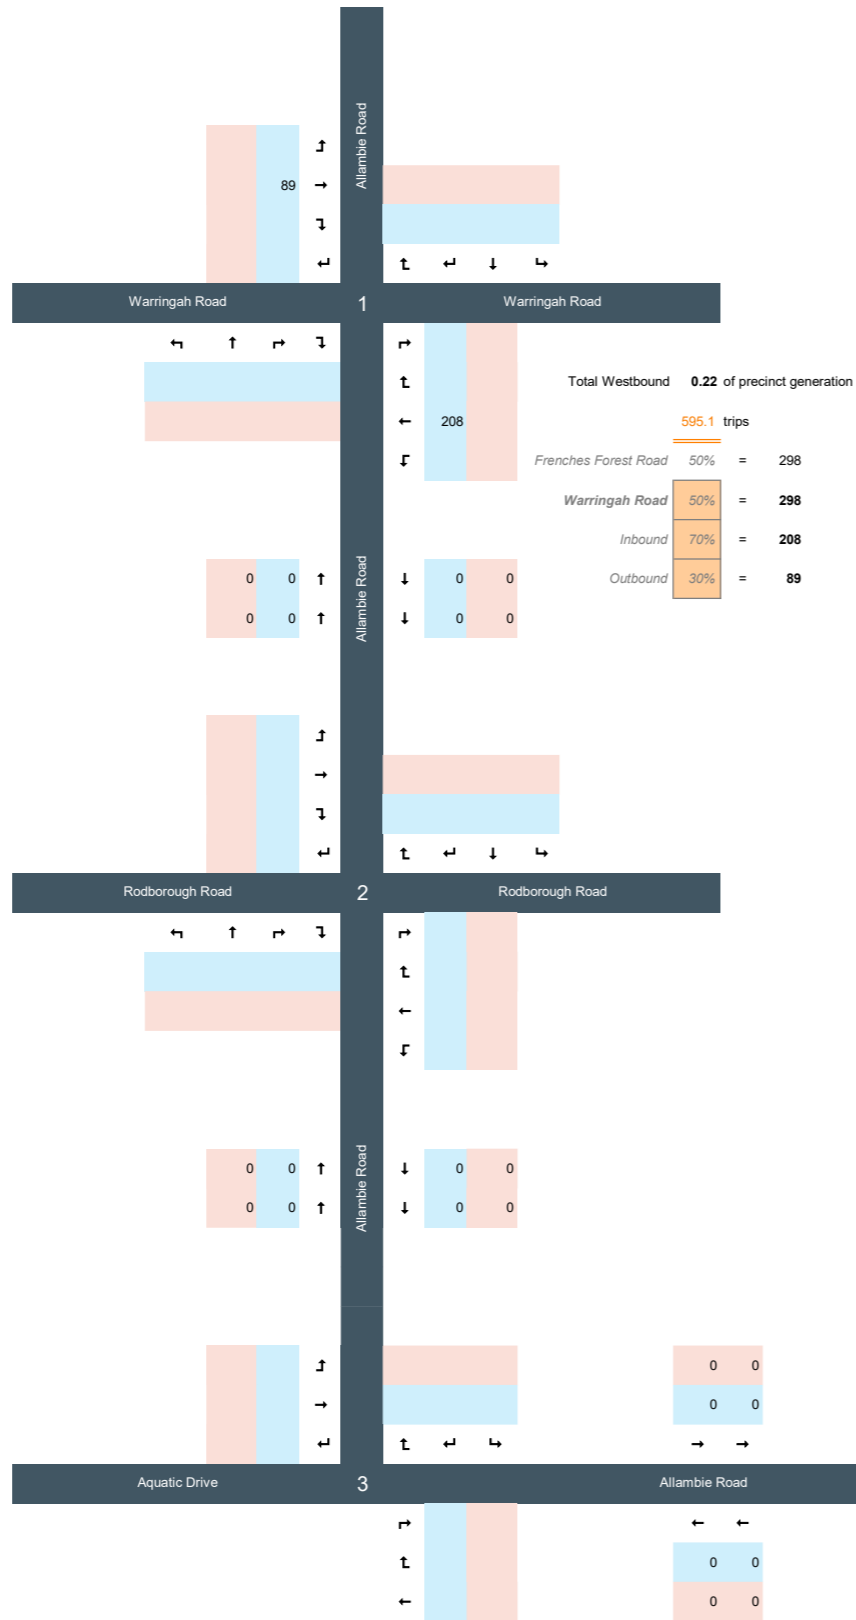 Allambie Road
↥
89 →
↴
↵
↥ ↵ ↓ ↳
Warringah Road 1 Warringah Road
↰ ↑ ↱ ↴
↱
↥
← 208
↓
Total Westbound 0.22 of precinct generation
595.1 trips
Frenches Forest Road 50% = 298
Warringah Road 50% = 298
Inbound 70% = 208
Outbound 30% = 89
Allambie Road
0 0 ↑ ↓ 0 0
0 0 ↑ ↓ 0 0
Rodborough Road 2 Rodborough Road
Allambie Road
0 0 ↑ ↓ 0 0
0 0 ↑ ↓ 0 0
0 0
0 0
→ →
Aquatic Drive 3 Allambie Road
← ←
0 0
0 0